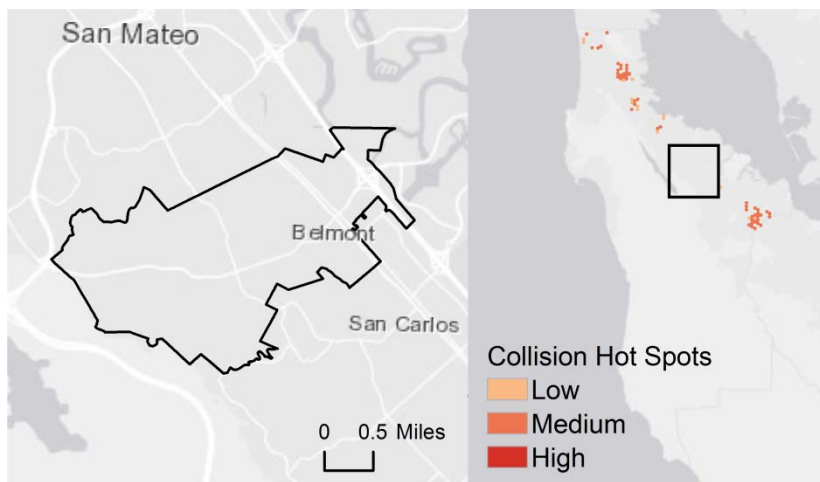 San Mateo
Belmont
San Carlos
0 0.5 Miles
Collision Hot Spots
Low
Medium
High